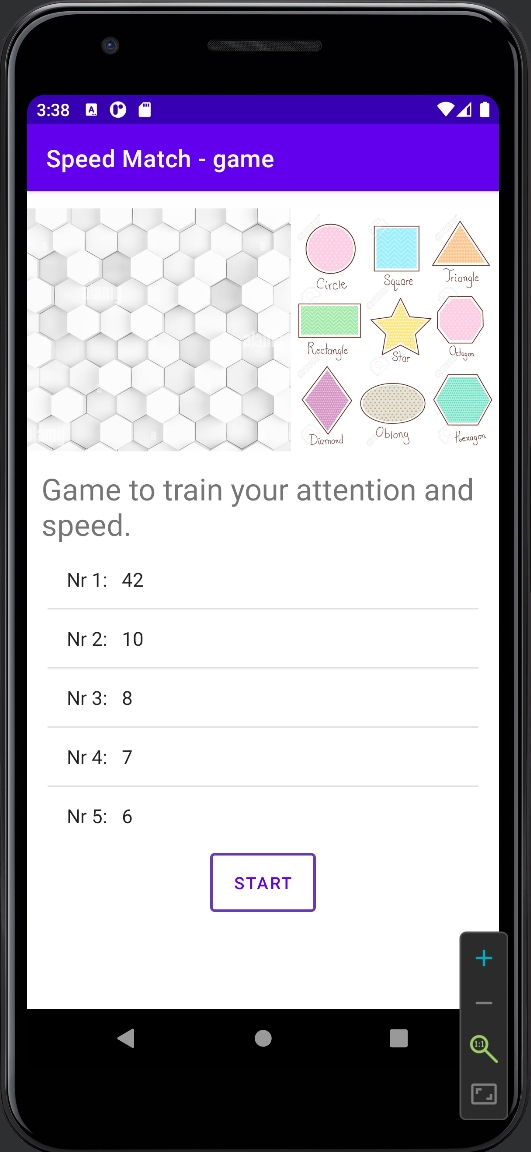 3:38
Speed Match - game
Circle
Square
Triangle
Rectangle
Star
Octagon
Diamond
Oblong
Hexagon
Game to train your attention and
speed.
Nr 1: 42
Nr 2: 10
Nr 3: 8
Nr 4: 7
Nr 5: 6
START
1:1